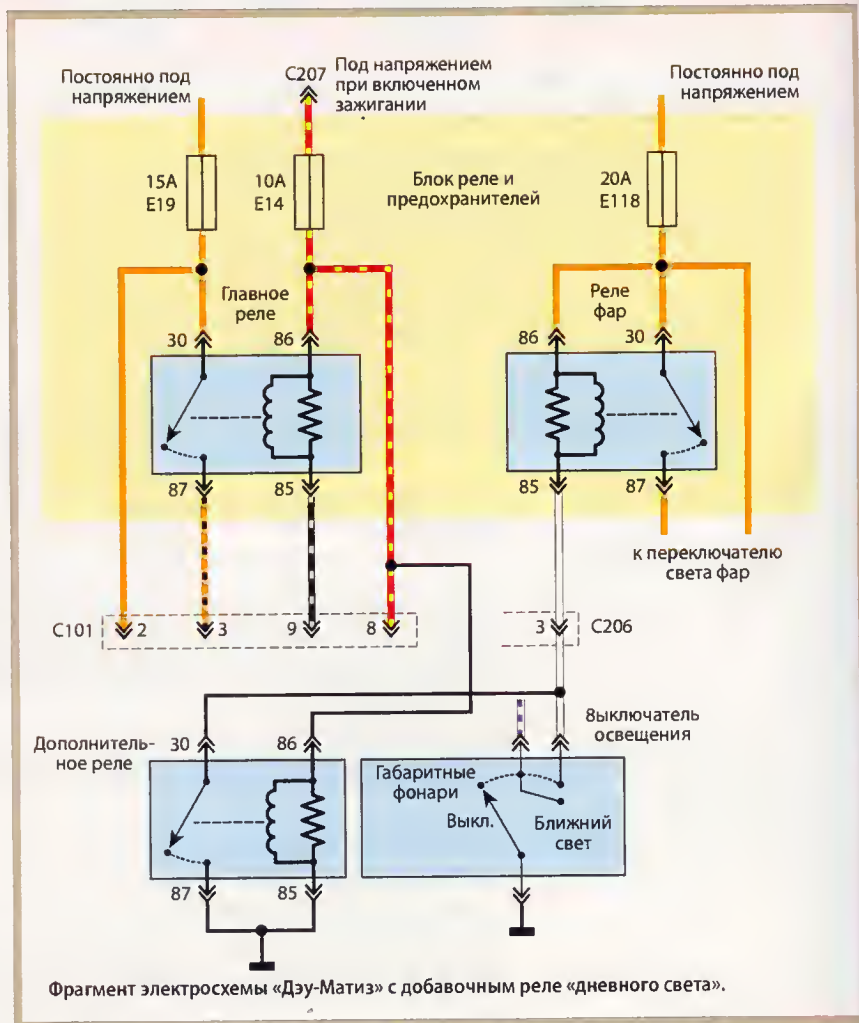 Постоянно под
напряжением
C207
Под напряжением
при включенном
зажигании
Постоянно под
напряжением
15A
E19
10A
E14
Блок реле и
предохранителей
20A
E118
Главное
реле
Реле
фар
30
86
86
30
87
85
85
87
к переключателю
света фар
C101
2
3
9
8
3
C206
Дополнитель-
ное реле
30
86
Выключатель
освещения
Габаритные
фонари
Выкл.
Ближний
свет
87
85
Фрагмент электросхемы «Дэу-Матиз» с добавочным реле «дневного света».